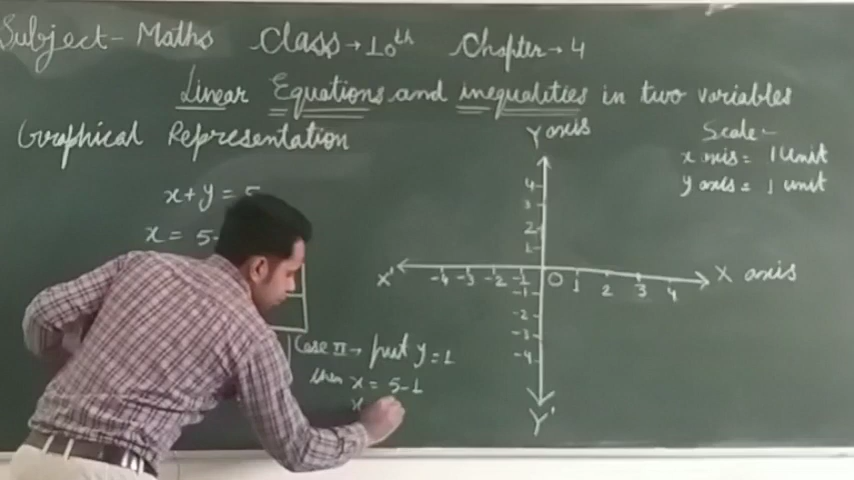 Subject - Maths Class → 10th Chapter → 4
Linear Equations and inequalities in two variables
Graphical Representation
x + y = 5
x = 5-
Case II → put y = 1
then x = 5-1
x
Y axis
4
3
2
1
X' -4 -3 -2 -1 O 1 2 3 4 X axis
-1
-2
-3
-4
Y'
Scale -
x axis = 1 Unit
y axis = 1 unit